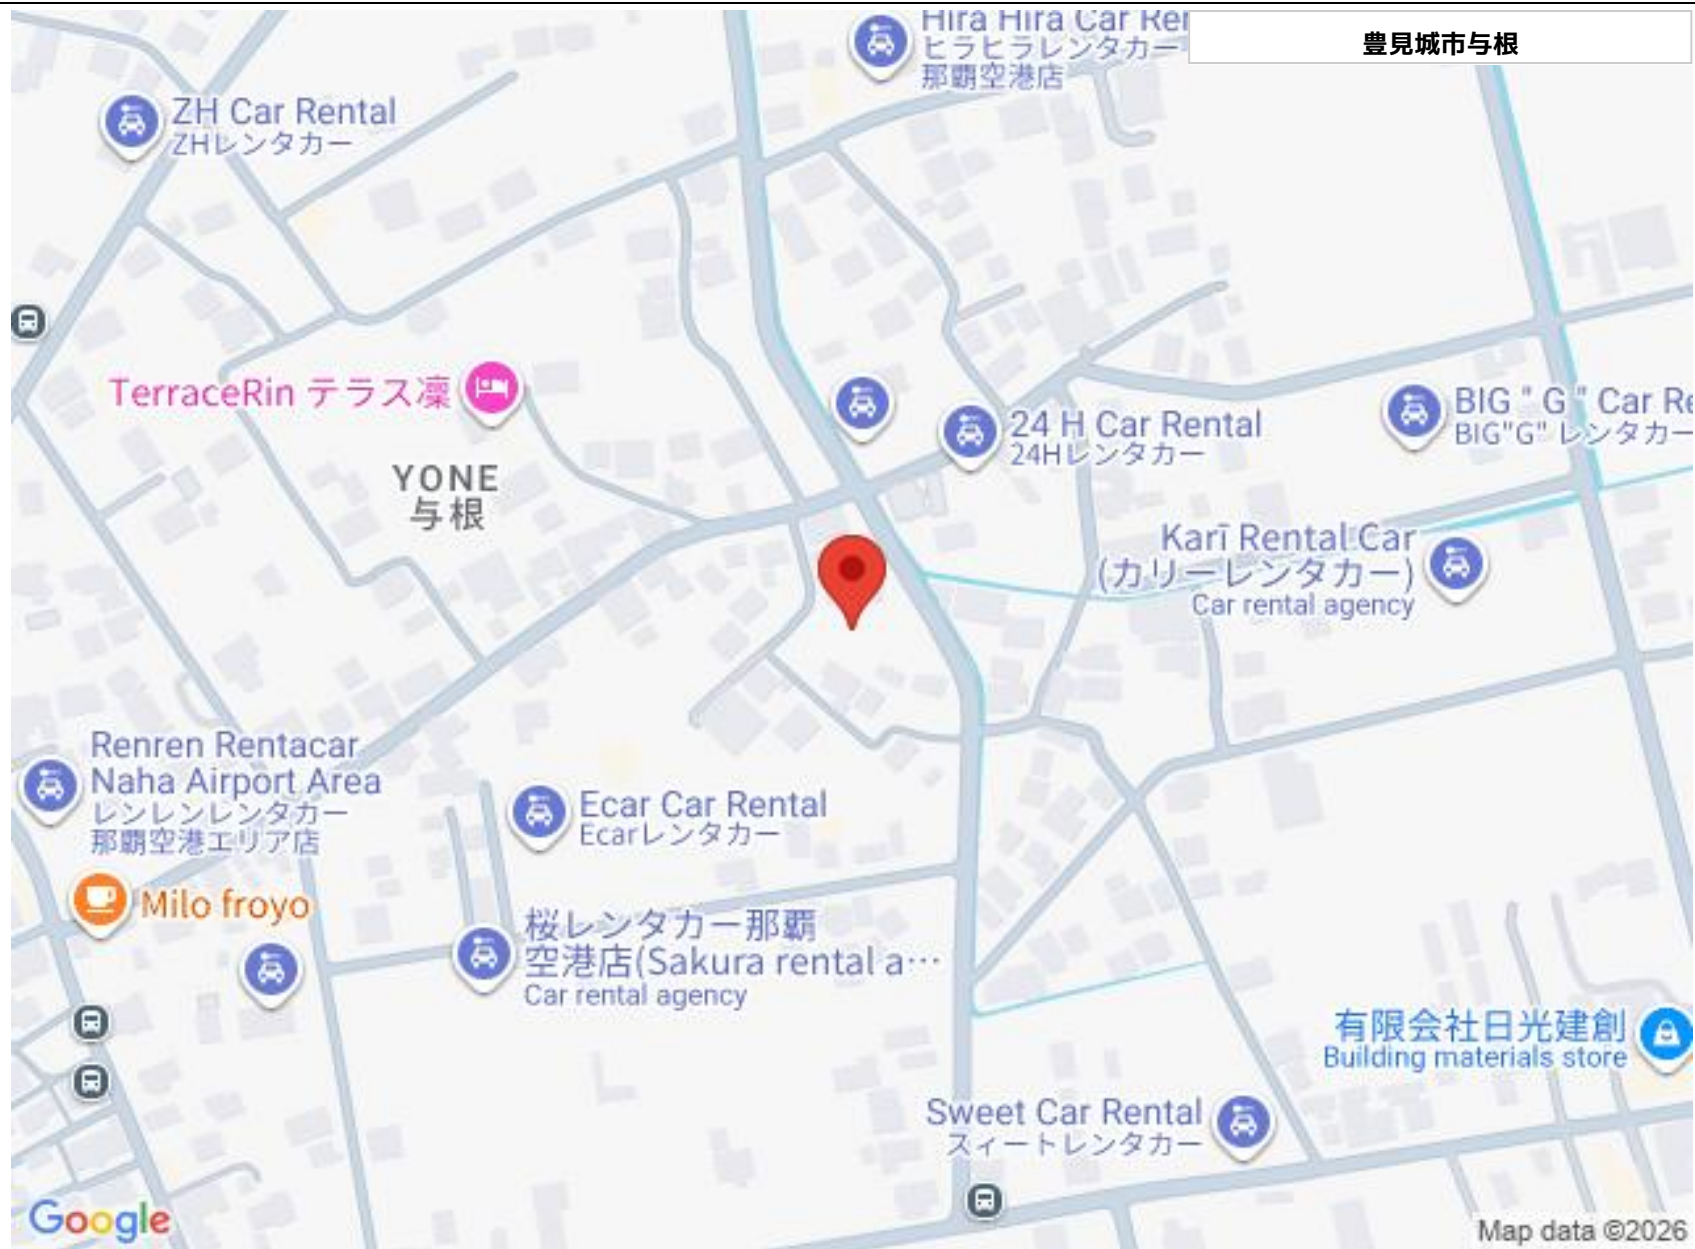 Hira Hira Car Rer
ヒラヒラレンタカー
那覇空港店
豊見城市与根
ZH Car Rental
ZHレンタカー
TerraceRin テラス凜
YONE
与根
24 H Car Rental
24Hレンタカー
BIG " G " Car Re
BIG"G" レンタカー
Karī Rental Car
(カリーレンタカー)
Car rental agency
Renren Rentacar
Naha Airport Area
レンレンレンタカー
那覇空港エリア店
Ecar Car Rental
Ecarレンタカー
Milo froyo
桜レンタカー那覇
空港店(Sakura rental a…
Car rental agency
有限会社日光建創
Building materials store
Sweet Car Rental
スィートレンタカー
Google
Map data ©2026